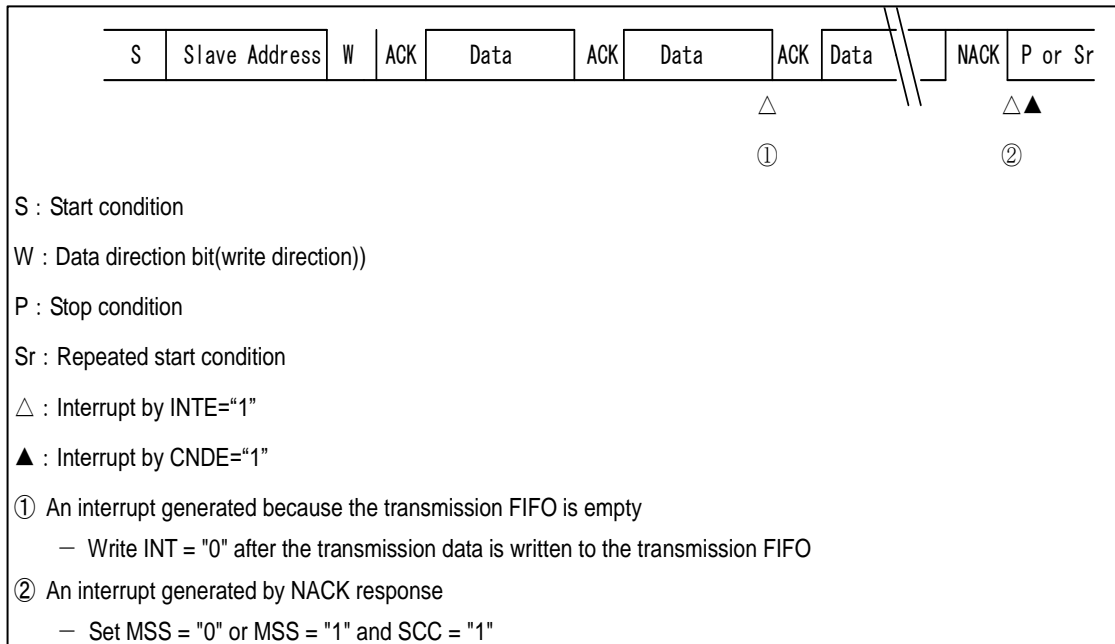 S Slave Address W ACK Data ACK Data ACK Data NACK P or Sr
△ △▲
① ②
S : Start condition
W : Data direction bit(write direction))
P : Stop condition
Sr : Repeated start condition
△ : Interrupt by INTE=“1”
▲ : Interrupt by CNDE=“1”
① An interrupt generated because the transmission FIFO is empty
－ Write INT = "0" after the transmission data is written to the transmission FIFO
② An interrupt generated by NACK response
－ Set MSS = "0" or MSS = "1" and SCC = "1"